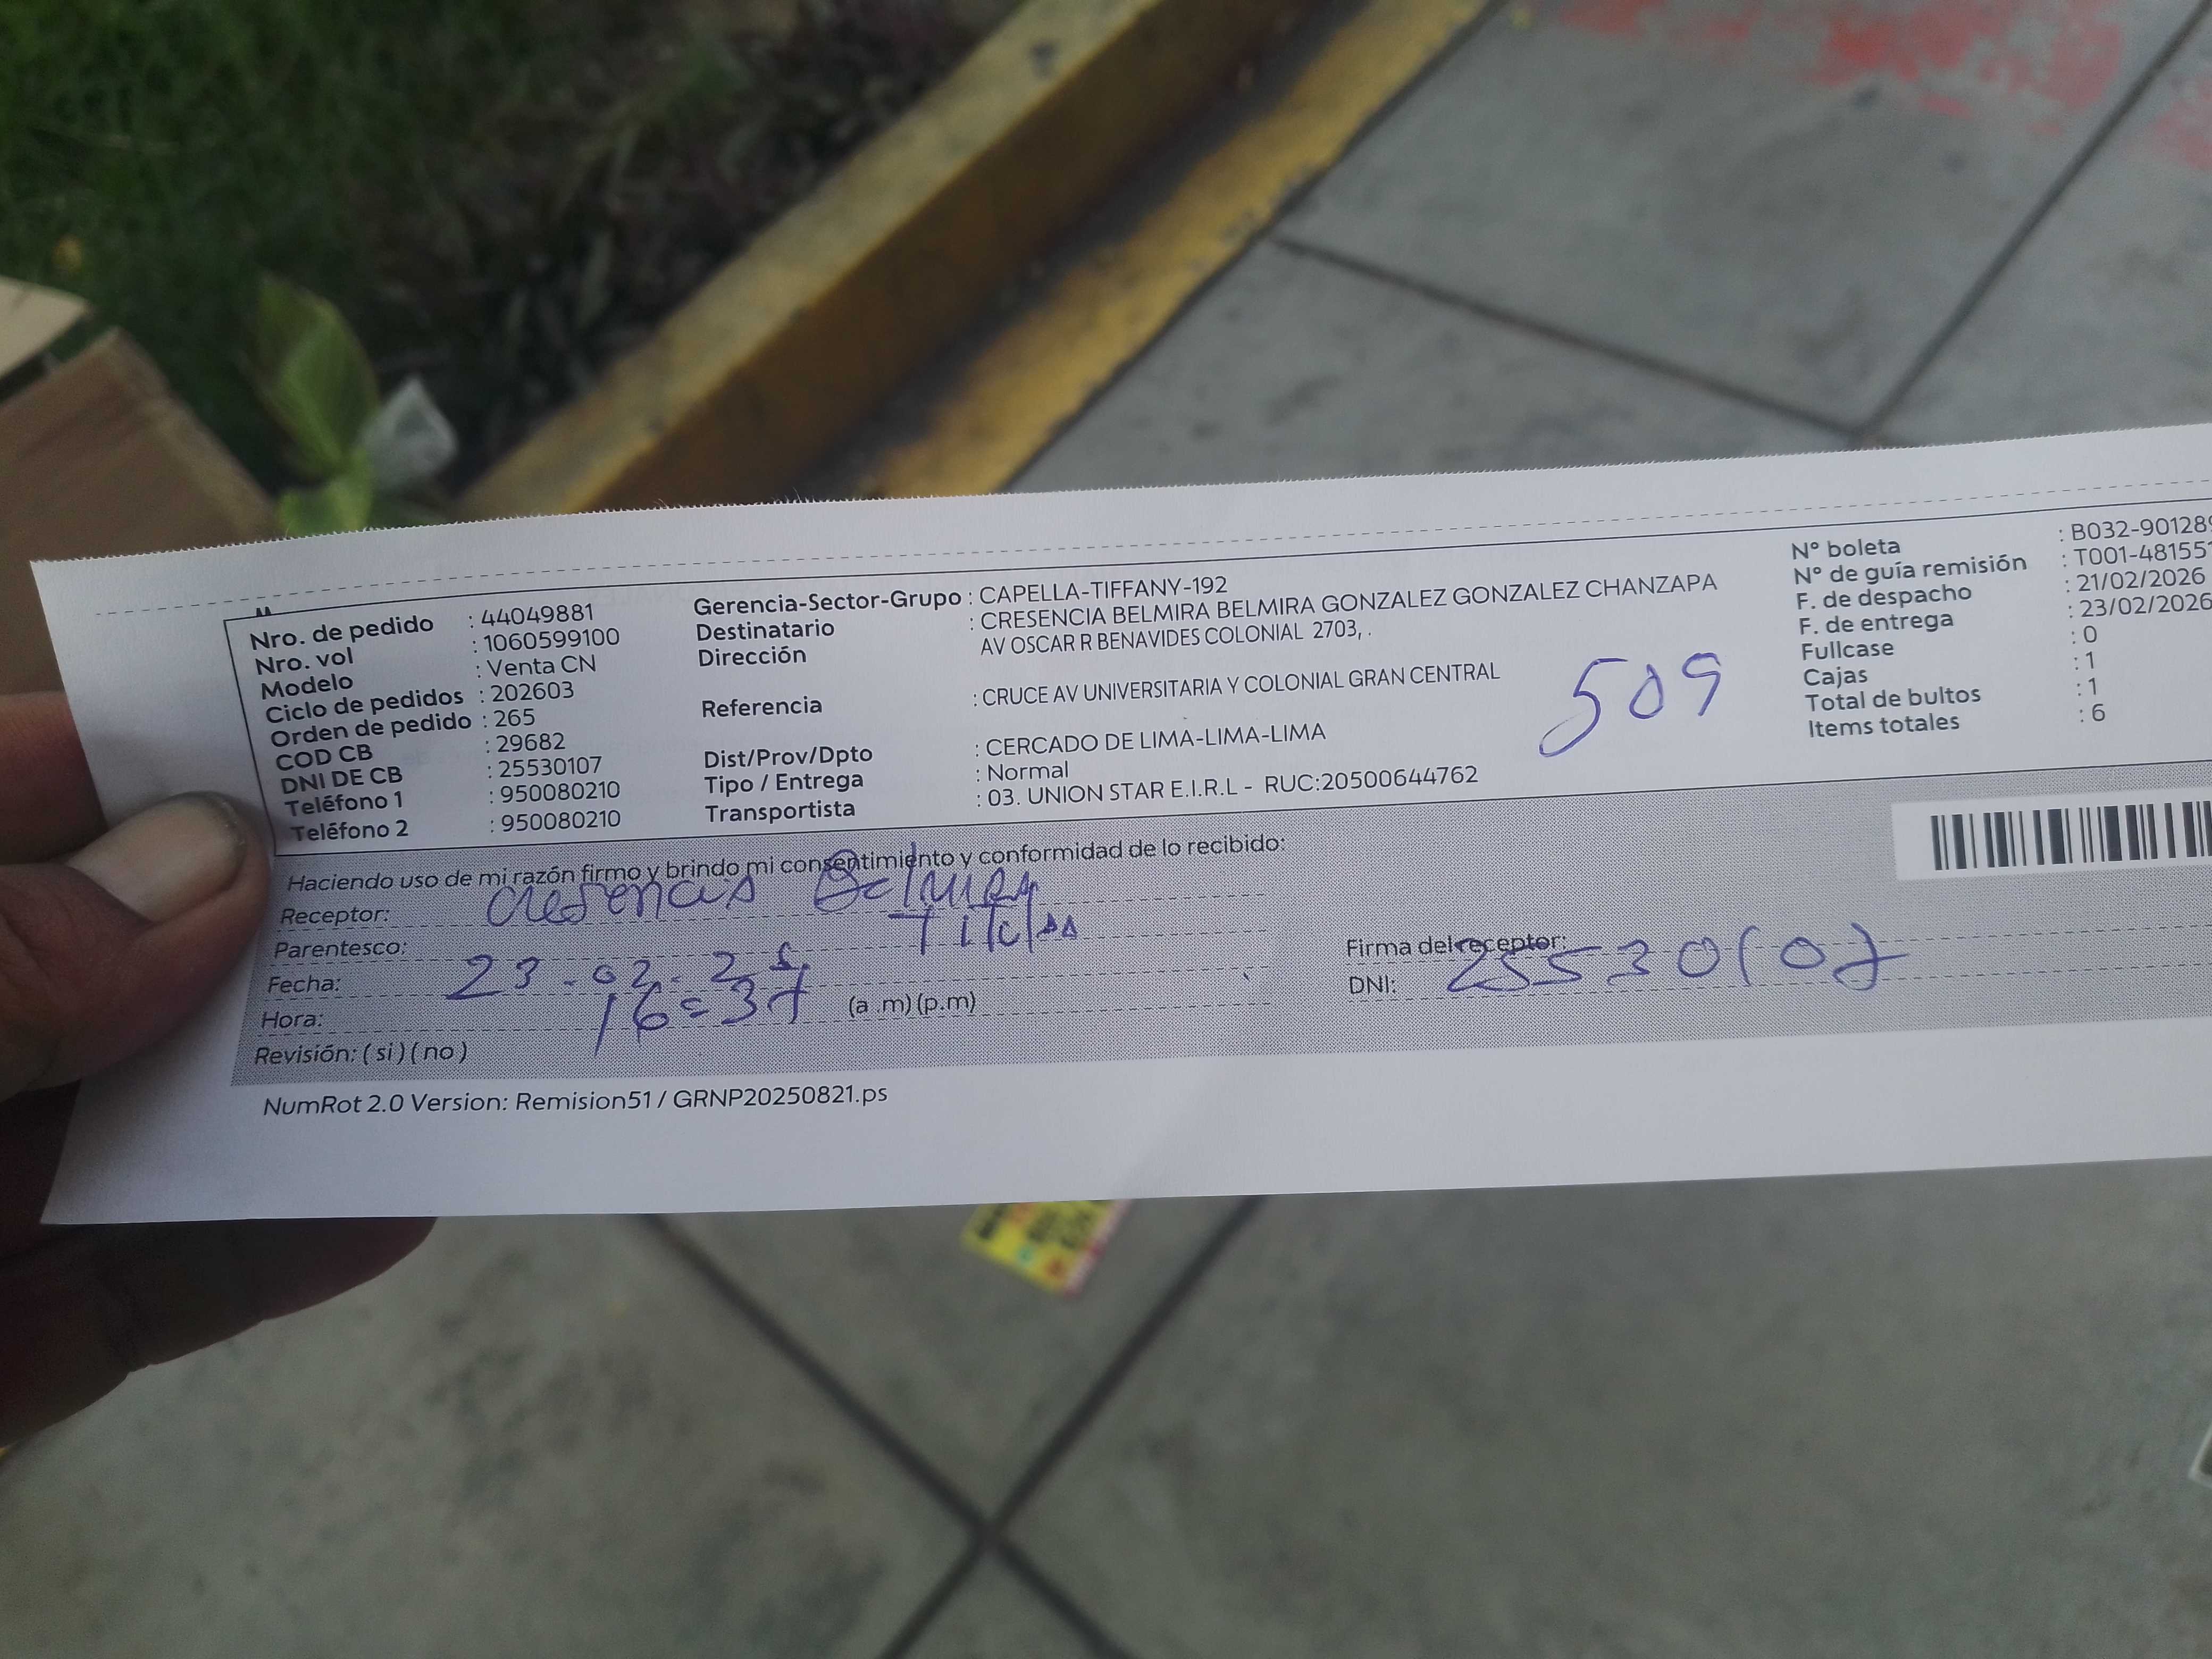 Nro. de pedido : 44049881
Nro. vol : 1060599100
Modelo : Venta CN
Ciclo de pedidos : 202603
Orden de pedido : 265
COD CB : 29682
DNI DE CB : 25530107
Teléfono 1 : 950080210
Teléfono 2 : 950080210
Gerencia-Sector-Grupo : CAPELLA-TIFFANY-192
Destinatario : CRESENCIA BELMIRA BELMIRA GONZALEZ GONZALEZ CHANZAPA
Dirección AV OSCAR R BENAVIDES COLONIAL 2703, .
Referencia : CRUCE AV UNIVERSITARIA Y COLONIAL GRAN CENTRAL
Dist/Prov/Dpto : CERCADO DE LIMA-LIMA-LIMA
Tipo / Entrega : Normal
Transportista : 03. UNION STAR E.I.R.L - RUC:20500644762
509
N° boleta : B032-901289
N° de guía remisión : T001-481551
F. de despacho : 21/02/2026
F. de entrega : 23/02/2026
Fullcase : 0
Cajas : 1
Total de bultos : 1
Items totales : 6
Haciendo uso de mi razón firmo y brindo mi consentimiento y conformidad de lo recibido:
Receptor:
Parentesco:
Fecha: 23-02-
Hora: 16=37 (a .m) (p.m)
Revisión: ( si ) ( no )
Firma del receptor:
DNI: 25530107
NumRot 2.0 Version: Remision51 / GRNP20250821.ps